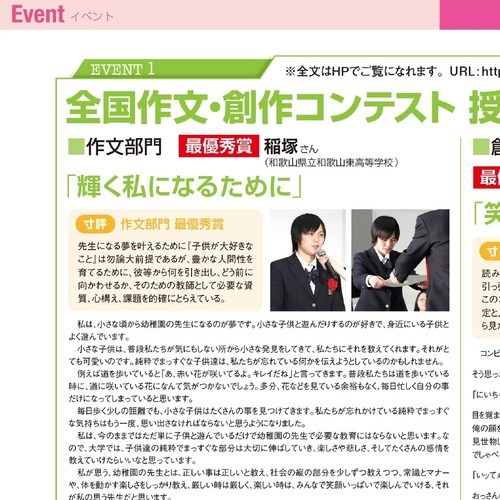 Event イベント
EVENT 1
※全文はHPでご覧になれます。URL:http
全国作文・創作コンテスト 授
■作文部門 最優秀賞 稲塚さん
(和歌山県立和歌山東高等学校)
「輝く私になるために」
寸評 作文部門 最優秀賞
先生になる夢を叶えるために「子供が大好きな
こと」は勿論大前提であるが、豊かな人間性を
育てるために、彼等から何を引き出し、どう前に
向かわせるか、そのための教師として必要な資
質、心構え、課題を的確にとらえている。
私は、小さな頃から幼稚園の先生になるのが夢です。小さな子供と遊んだりするのが好きで、身近にいる子供と
よく遊んでいます。
小さな子供は、普段私たちが気にもしない所から小さな発見をしてきて、私たちにそれを教えてくれます。それがと
ても可愛いのです。純粋でまっすぐな子供達は、私たちが忘れている何かを伝えようとしているのかもしれません。
例えば道を歩いていると「あ、赤い花が咲いてるよ。キレイだね」と言ってきます。普段私たちは道を歩いている
時に、道に咲いている花になんて気がつかないでしょう。多分、花などを見ている余裕もなく、毎日忙しく自分の事
だけになってしまっていると思います。
毎日歩く少しの距離でも、小さな子供はたくさんの事を見つけてきます。私たちが忘れかけている純粋でまっすぐ
な気持ちはもう一度、思い出さなければならないと思うようになりました。
私は、今のままではただ単に子供と遊んでいるだけで幼稚園の先生で必要な教育にはならないと思います。な
ので、大学では、子供達の純粋でまっすぐな部分は大切に伸ばしていき、楽しさや悲しさ、そしてたくさんの感情を
教えていけたらいいなと思っています。
私が思う、幼稚園の先生とは、正しい事は正しいと教え、社会の縦の部分を少しずつ教えつつ、常識とマナー
や、体を動かす楽しさをしっかり教え、厳しい時は厳しく、楽しい時は、みんなで笑顔いっぱいで楽しんでいける、それ
が私の思う先生だと思います。
■創
最
「笑
読み
引っ
この
定と
ら見
コンビ
そう思っ
「にいち
目を覚ま
俺の顔を
見世物し
でしゃべ
「いって
お っさん